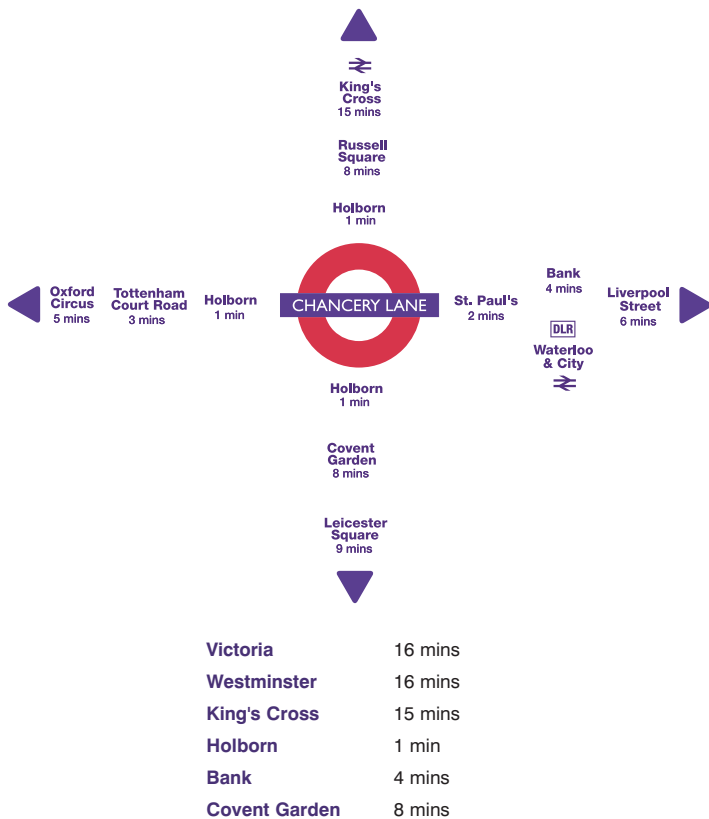 King's
Cross
15 mins
Russell
Square
8 mins
Holborn
1 min
Oxford
Circus
5 mins
Tottenham
Court Road
3 mins
Holborn
1 min
CHANCERY LANE
St. Paul's
2 mins
Bank
4 mins
DLR
Waterloo
& City
Liverpool
Street
6 mins
Holborn
1 min
Covent
Garden
8 mins
Leicester
Square
9 mins
Victoria 16 mins
Westminster 16 mins
King's Cross 15 mins
Holborn 1 min
Bank 4 mins
Covent Garden 8 mins